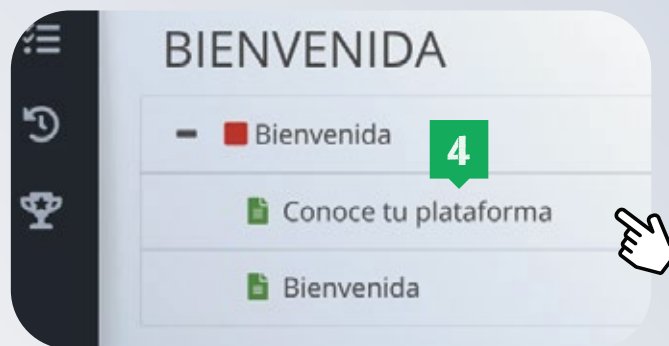 BIENVENIDA
Bienvenida
4
Conoce tu plataforma
Bienvenida